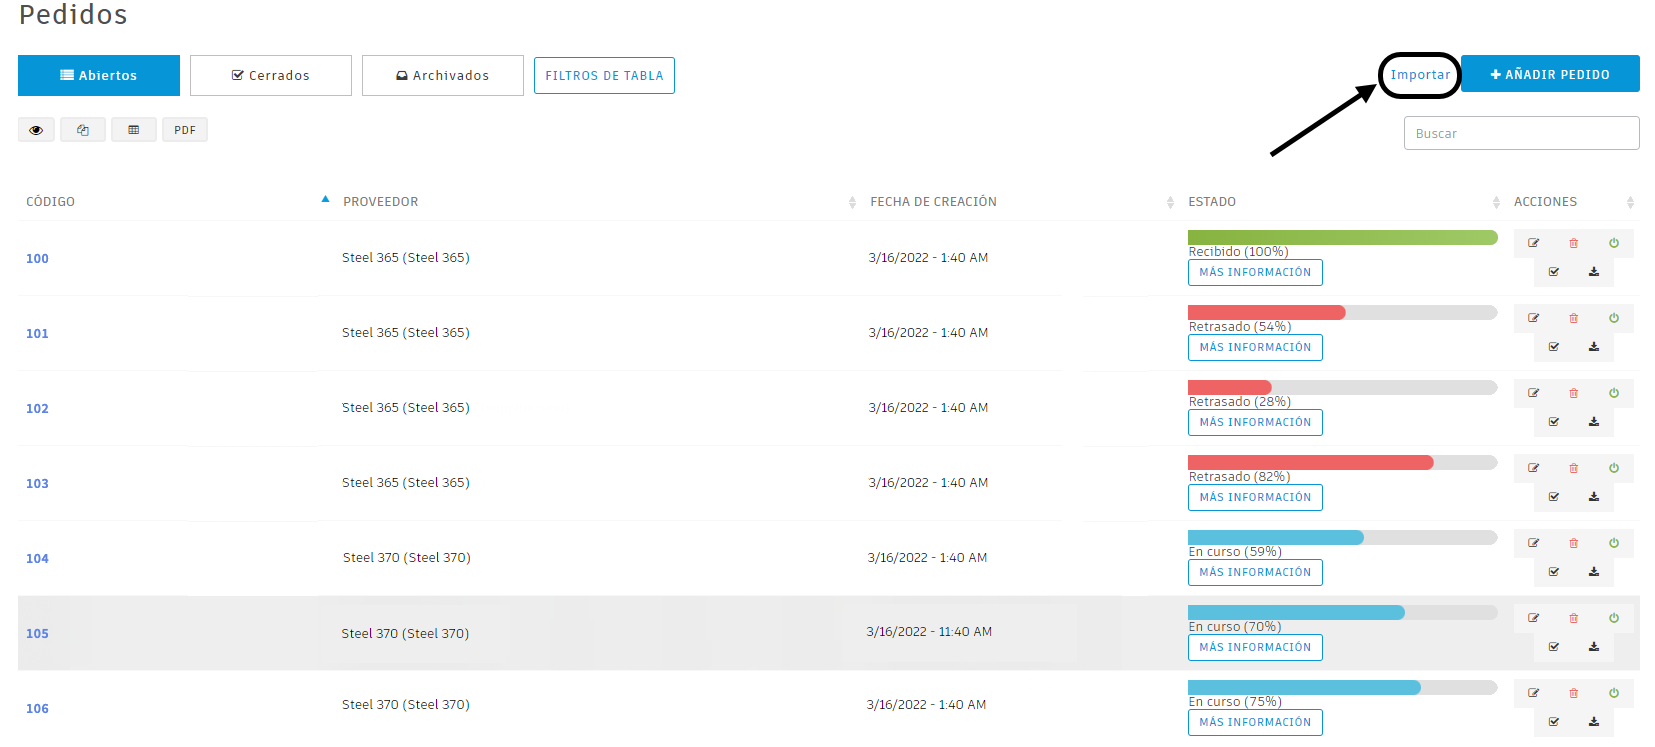 Pedidos
Abiertos Cerrados Archivados FILTROS DE TABLA Importar AÑADIR PEDIDO
PDF Buscar
CÓDIGO PROVEEDOR FECHA DE CREACIÓN ESTADO ACCIONES
100 Steel 365 (Steel 365) 3/16/2022 - 1:40 AM Recibido (100%)
MÁS INFORMACIÓN
101 Steel 365 (Steel 365) 3/16/2022 - 1:40 AM Retrasado (54%)
MÁS INFORMACIÓN
102 Steel 365 (Steel 365) 3/16/2022 - 1:40 AM Retrasado (28%)
MÁS INFORMACIÓN
103 Steel 365 (Steel 365) 3/16/2022 - 1:40 AM Retrasado (82%)
MÁS INFORMACIÓN
104 Steel 370 (Steel 370) 3/16/2022 - 1:40 AM En curso (59%)
MÁS INFORMACIÓN
105 Steel 370 (Steel 370) 3/16/2022 - 11:40 AM En curso (70%)
MÁS INFORMACIÓN
106 Steel 370 (Steel 370) 3/16/2022 - 1:40 AM En curso (75%)
MÁS INFORMACIÓN